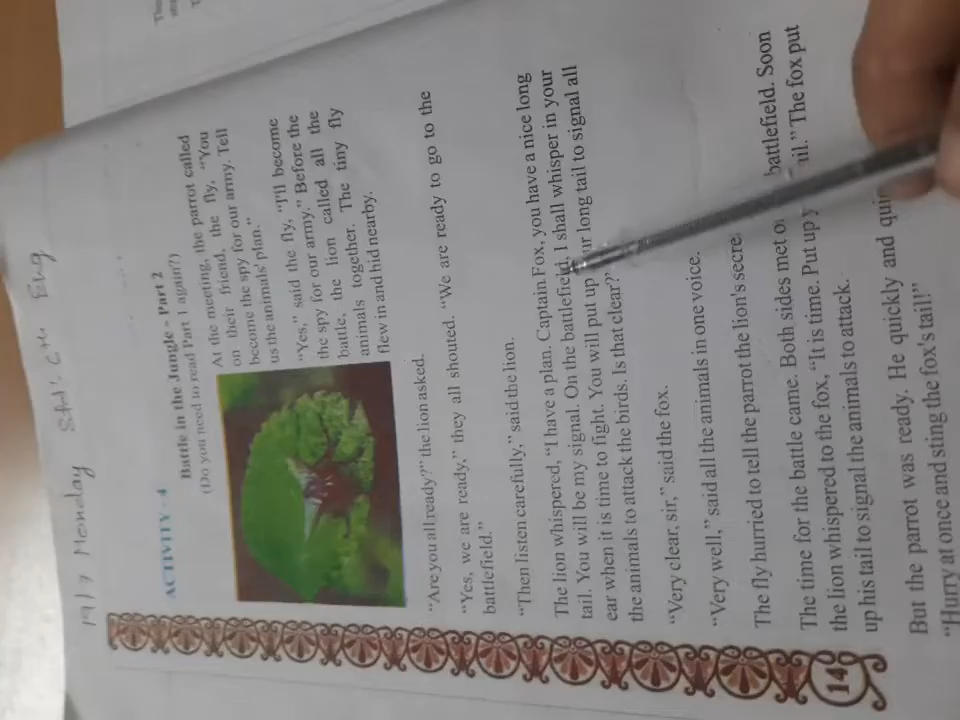 19/7 Monday
Eng
ACTIVITY - 4
Battle in the Jungle - Part 2
(Do you need to read Part 1 again?)
At the meeting, the parrot called
on their friend, the fly, “You
become the spy for our army. Tell
us the animals' plan.”
“Yes,” said the fly, “I'll become
the spy for our army.” Before the
battle, the lion called all the
animals together. The tiny fly
flew in and hid nearby.
“Are you all ready?” the lion asked.
“Yes, we are ready,” they all shouted. “We are ready to go to the
battlefield.”
“Then listen carefully,” said the lion.
The lion whispered, “I have a plan. Captain Fox, you have a nice long
tail. You will be my signal. On the battlefield, I shall whisper in your
ear when it is time to fight. You will put up ur long tail to signal all
the animals to attack the birds. Is that clear?”
“Very clear, sir,” said the fox.
“Very well,” said all the animals in one voice.
The fly hurried to tell the parrot the lion's secre
The time for the battle came. Both sides met o battlefield. Soon
the lion whispered to the fox, “It is time. Put up y il.” The fox put
up his tail to signal the animals to attack.
But the parrot was ready. He quickly and qui
“Hurry at once and sting the fox's tail!”
14